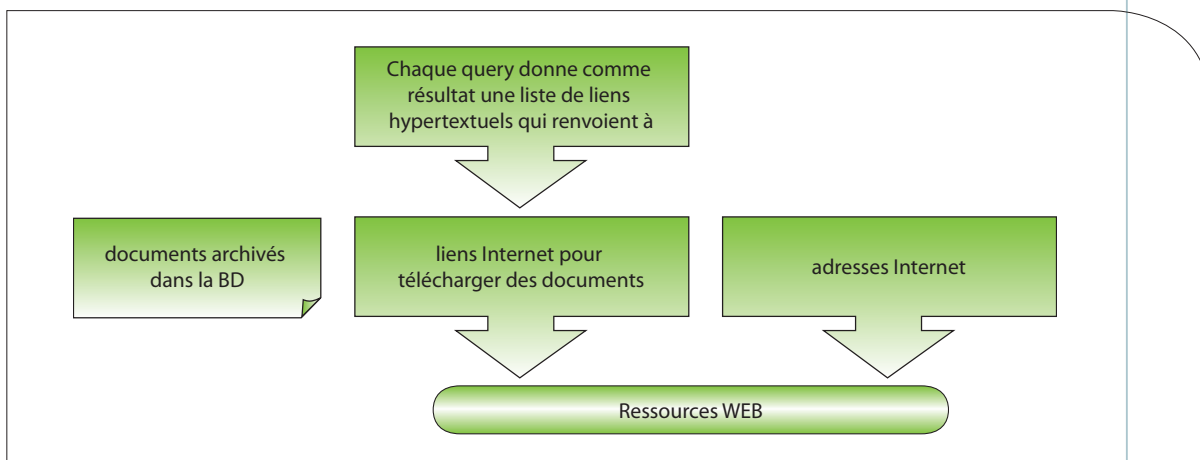 Chaque query donne comme
résultat une liste de liens
hypertextuels qui renvoient à
documents archivés
dans la BD
liens Internet pour
télécharger des documents
adresses Internet
Ressources WEB